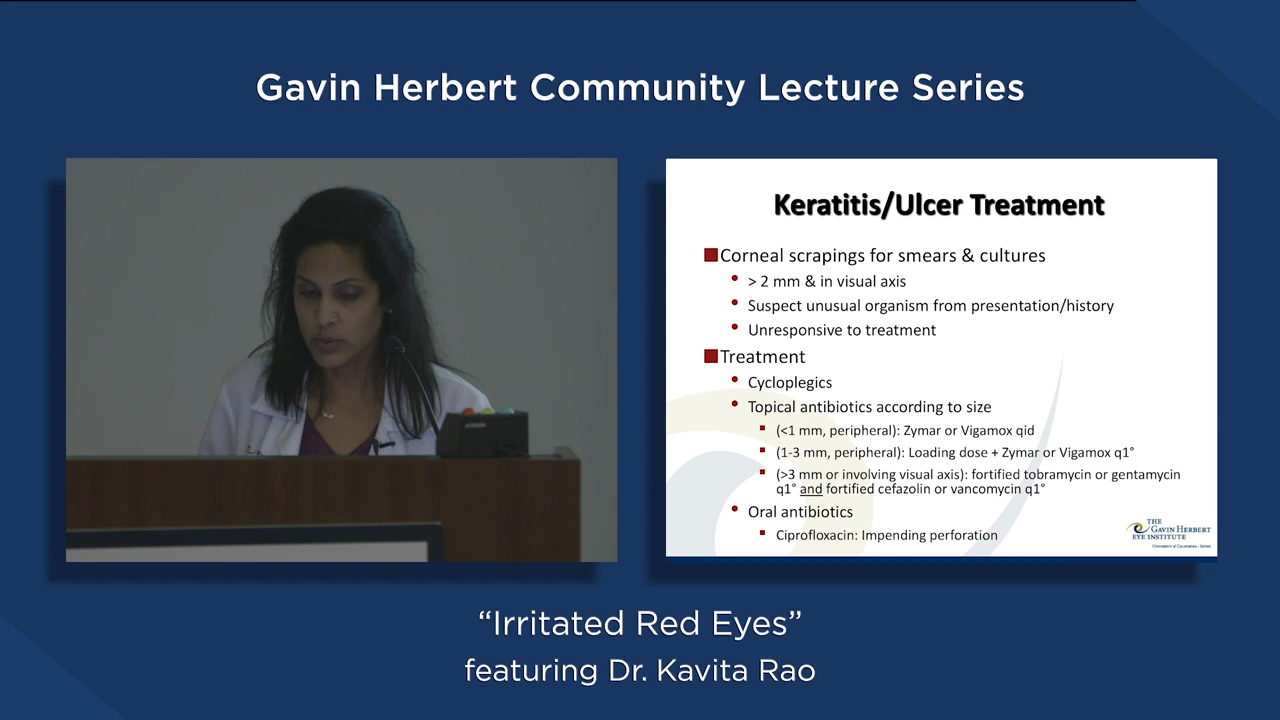 Gavin Herbert Community Lecture Series
Keratitis/Ulcer Treatment
Corneal scrapings for smears & cultures
> 2 mm & in visual axis
Suspect unusual organism from presentation/history
Unresponsive to treatment
Treatment
Cycloplegics
Topical antibiotics according to size
(<1 mm, peripheral): Zymar or Vigamox qid
(1-3 mm, peripheral): Loading dose + Zymar or Vigamox q1°
(>3 mm or involving visual axis): fortified tobramycin or gentamycin
q1° and fortified cefazolin or vancomycin q1°
Oral antibiotics
Ciprofloxacin: Impending perforation
THE
GAVIN HERBERT
EYE INSTITUTE
UNIVERSITY of CALIFORNIA · IRVINE
“Irritated Red Eyes”
featuring Dr. Kavita Rao